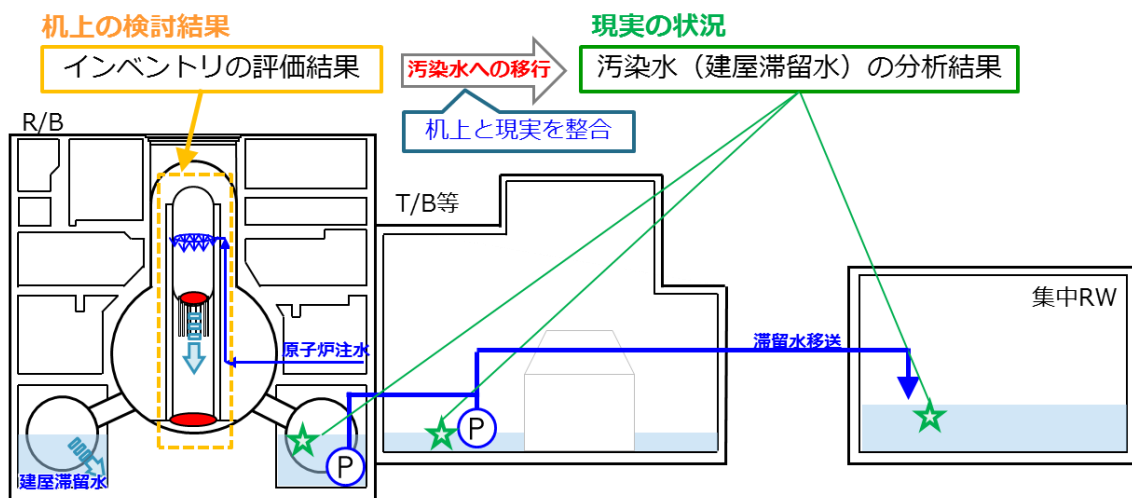 机上の検討結果
インベントリの評価結果
汚染水への移行
机上と現実を整合
現実の状況
汚染水（建屋滞留水）の分析結果
R/B
T/B等
集中RW
原子炉注水
滞留水移送
建屋滞留水
P
P